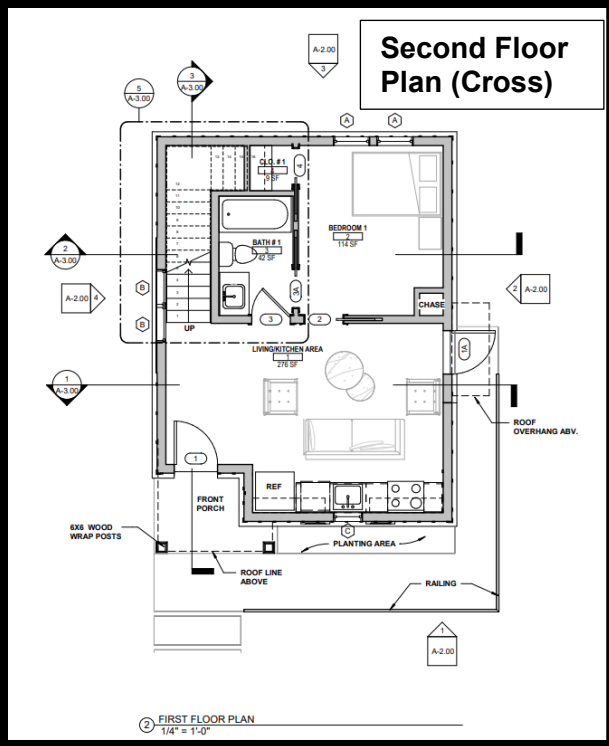 Second Floor
Plan (Cross)
A-2.00
3
3
A-3.00
5
A-3.00
A
A
CLO. # 1
9 SF
4
BEDROOM 1
2
114 SF
BATH # 1
3
42 SF
2
A-3.00
A-2.00
4
B
B
3A
CHASE
2
A-2.00
UP
3
2
LIVING/KITCHEN AREA
1
276 SF
1A
1
A-3.00
ROOF
OVERHANG ABV.
1
REF
FRONT
PORCH
6X6 WOOD
WRAP POSTS
C
PLANTING AREA
ROOF LINE
ABOVE
RAILING
1
A-2.00
2
FIRST FLOOR PLAN
1/4" = 1'-0"